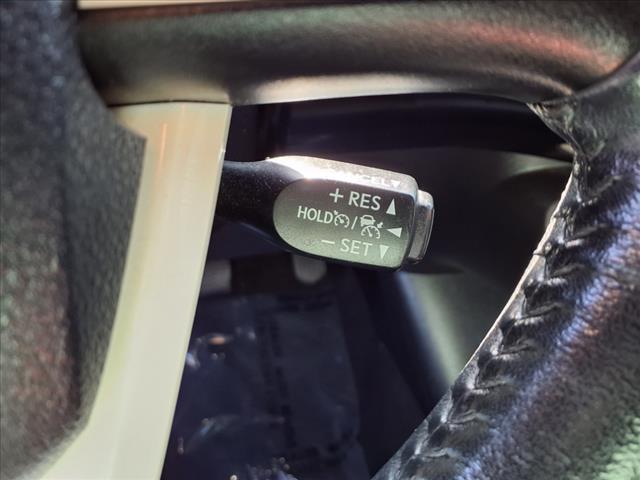 + RES ▲
HOLD / ◀
− SET ▼